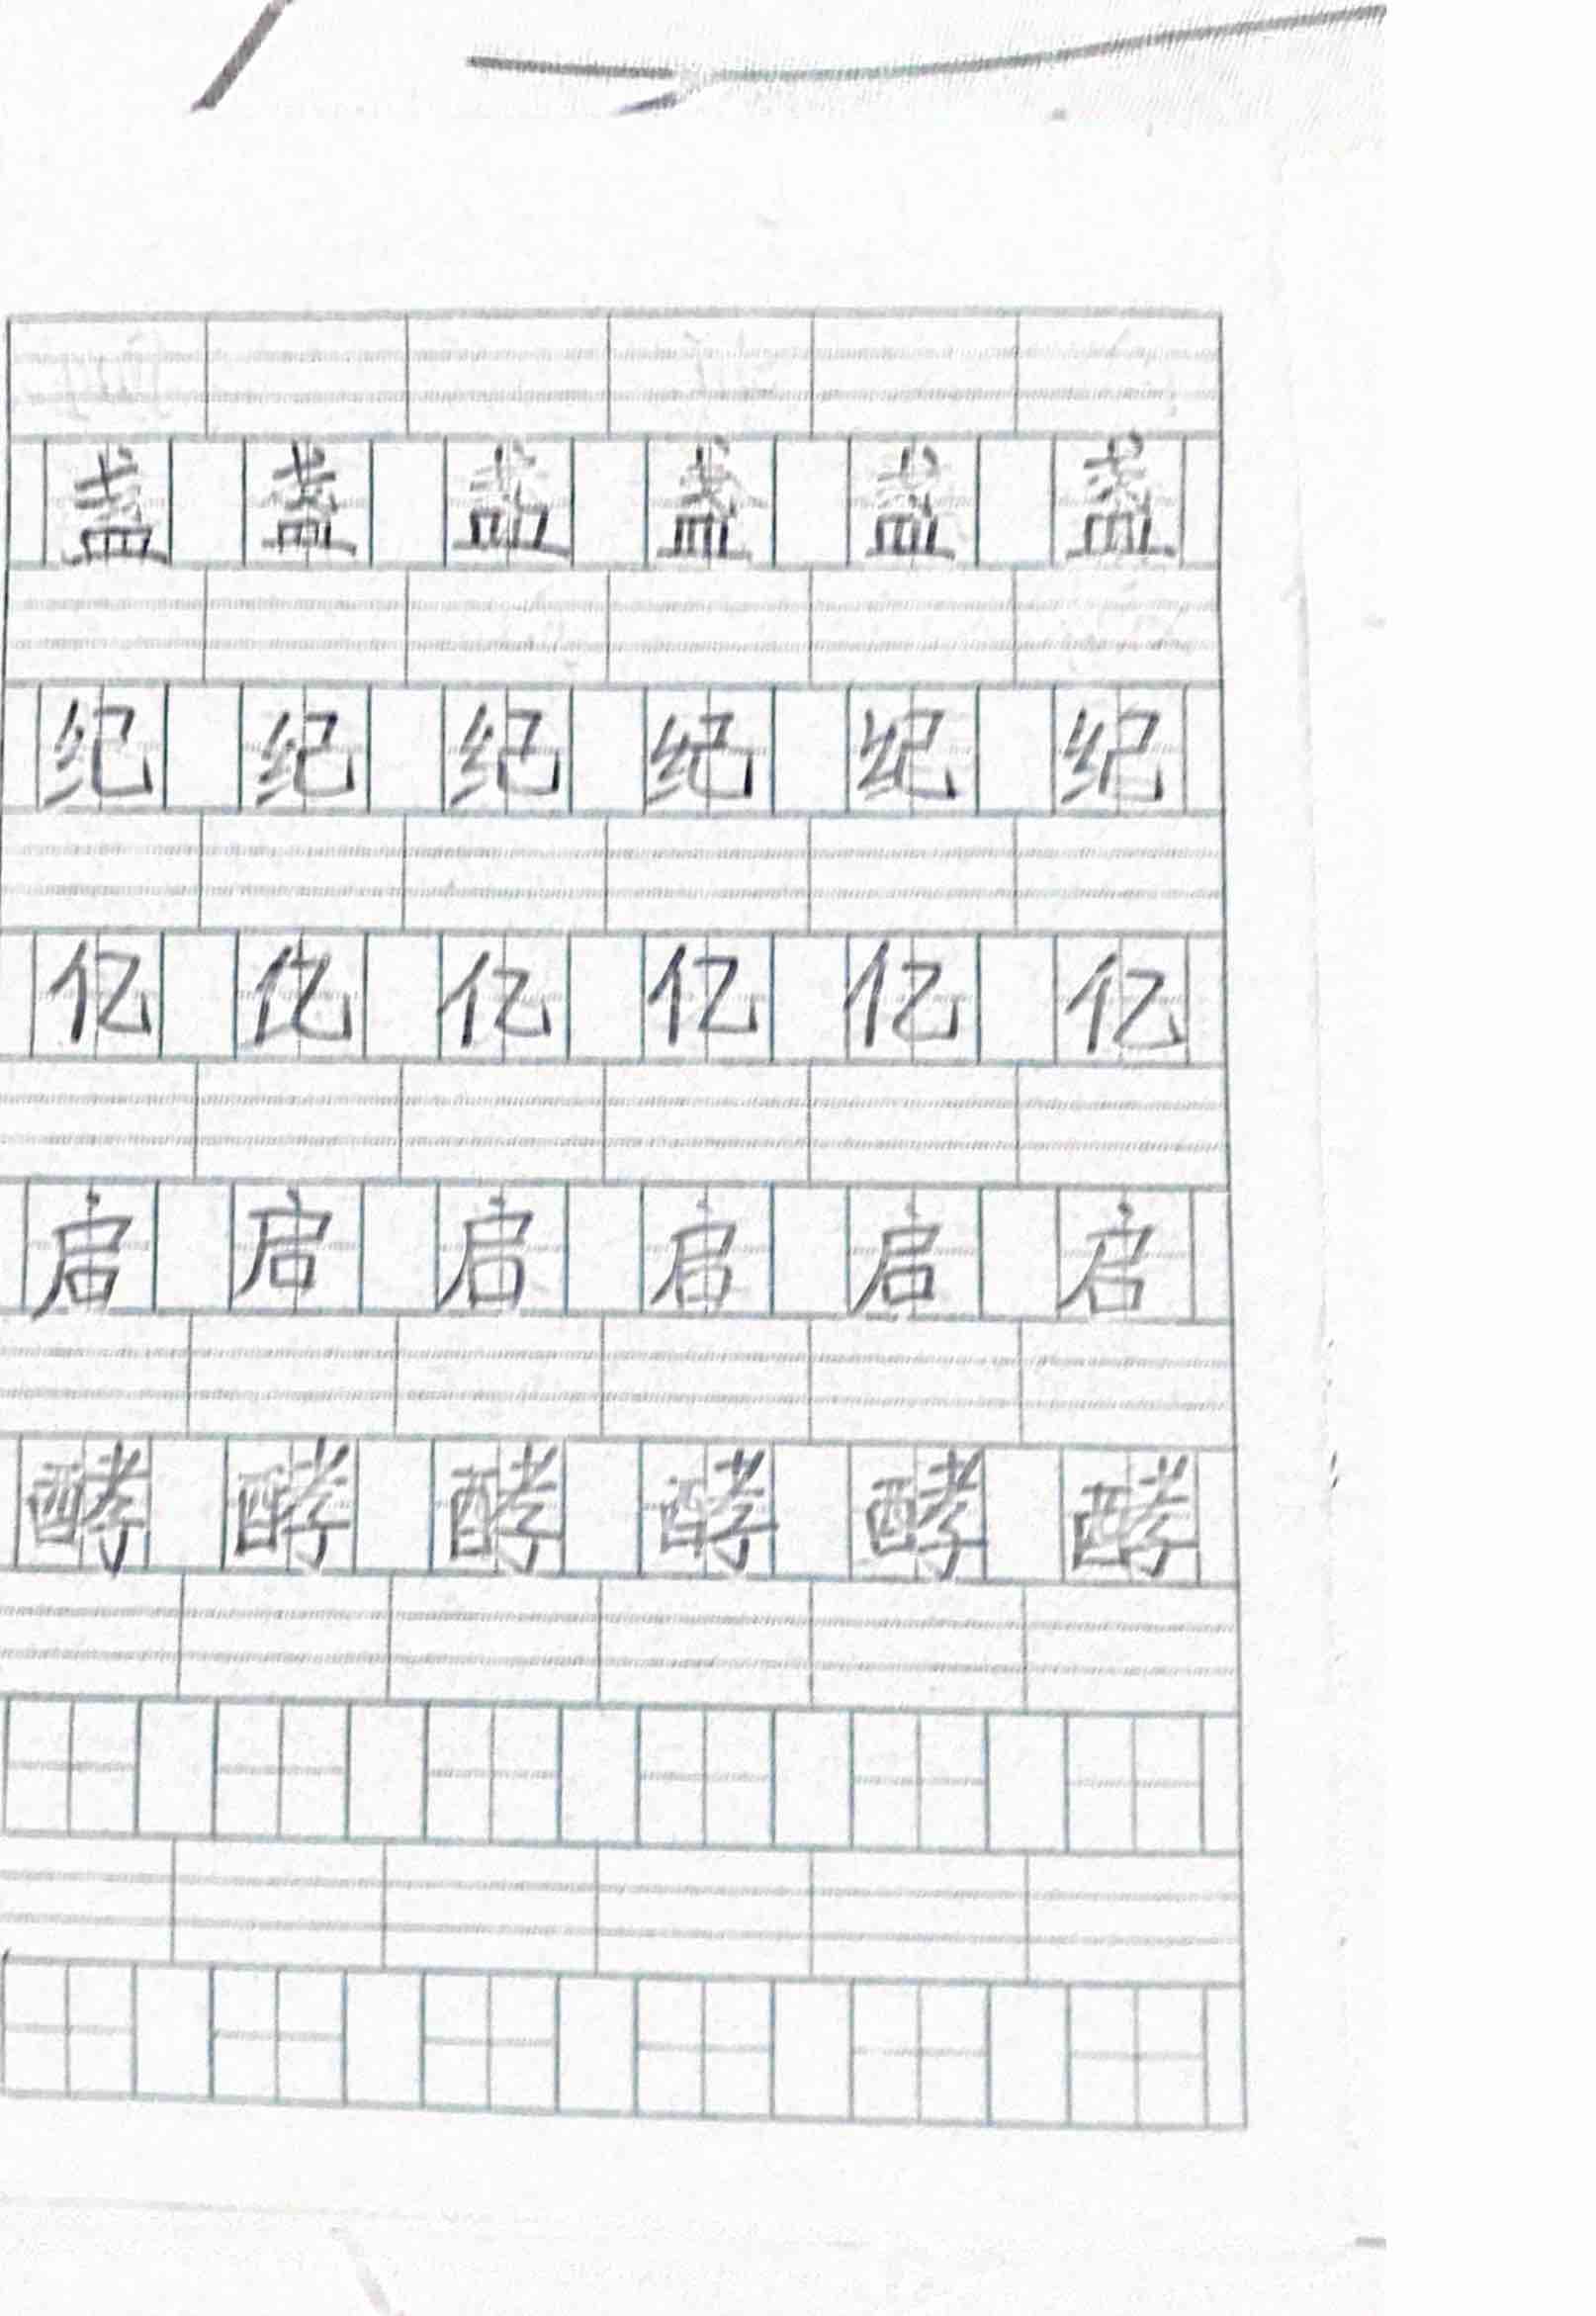 盏 盏 盏 盏 盏 盏
纪 纪 纪 纪 纪 纪
亿 亿 亿 亿 亿 亿
启 启 启 启 启 启
酵 酵 酵 酵 酵 酵